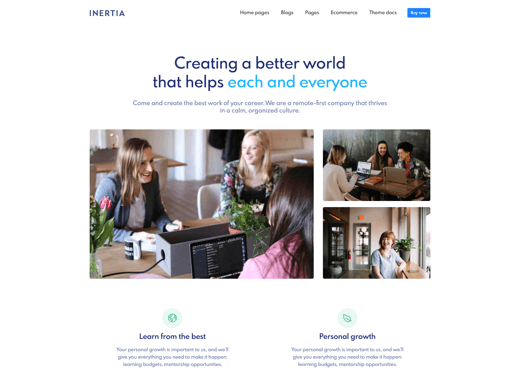 INERTIA
Home pages
Blogs
Pages
Ecommerce
Theme docs
Buy now
Creating a better world
that helps each and everyone
Come and create the best work of your career. We are a remote-first company that thrives
in a calm, organized culture.
Learn from the best
Your personal growth is important to us, and we'll
give you everything you need to make it happen:
learning budgets, mentorship opportunities.
Personal growth
Your personal growth is important to us, and we'll
give you everything you need to make it happen:
learning budgets, mentorship opportunities.